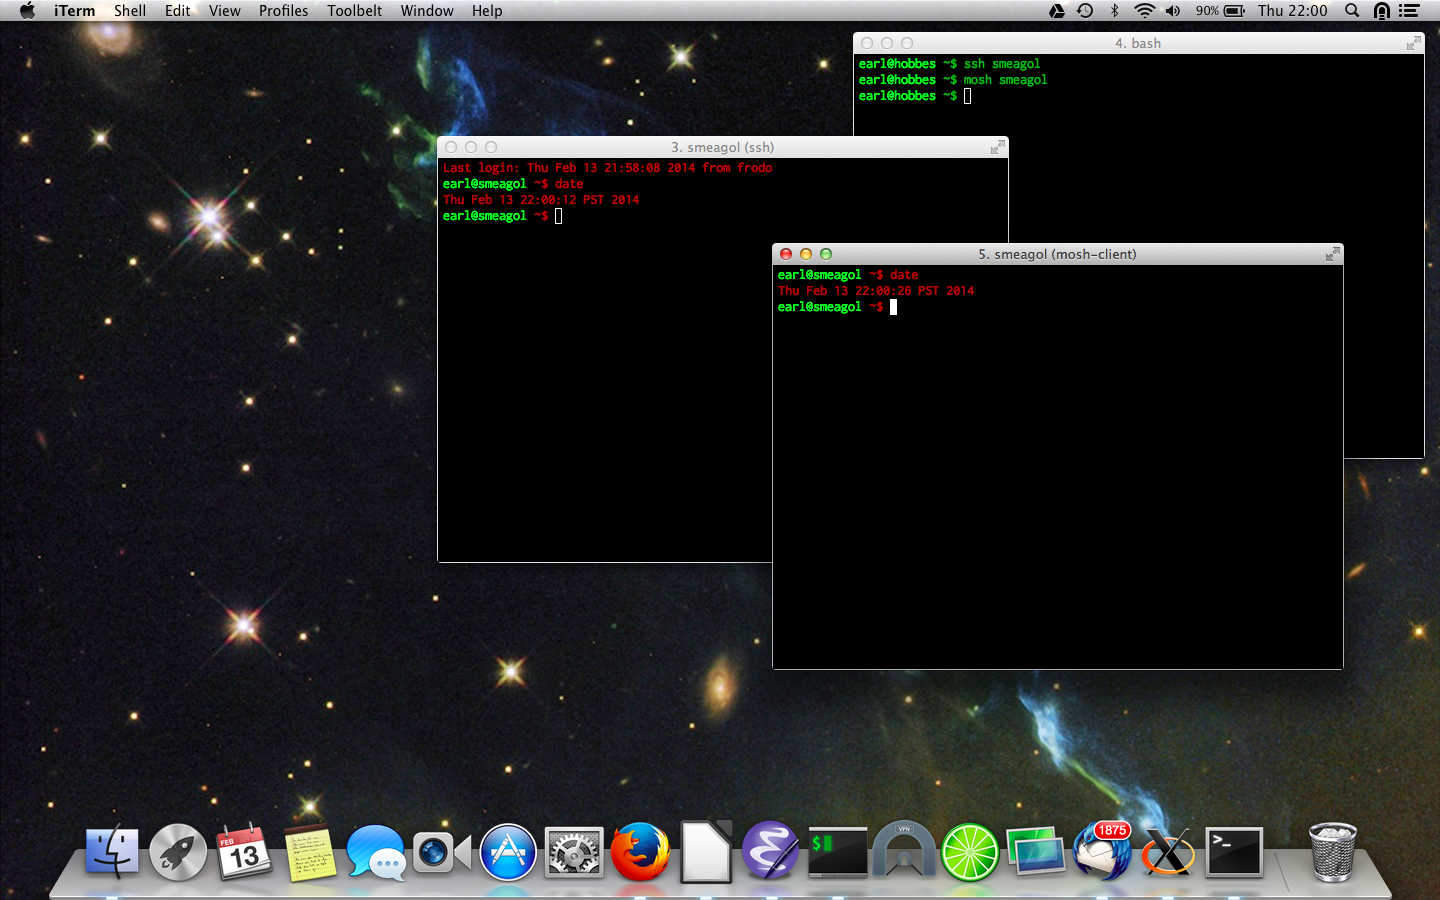 iTerm Shell Edit View Profiles Toolbelt Window Help 90% Thu 22:00
4. bash
earl@hobbes ~$ ssh smeagol
earl@hobbes ~$ mosh smeagol
earl@hobbes ~$
3. smeagol (ssh)
Last login: Thu Feb 13 21:58:08 2014 from frodo
earl@smeagol ~$ date
Thu Feb 13 22:00:12 PST 2014
earl@smeagol ~$
5. smeagol (mosh-client)
earl@smeagol ~$ date
Thu Feb 13 22:00:26 PST 2014
earl@smeagol ~$
FEB
13
$
VPN
1875
>_